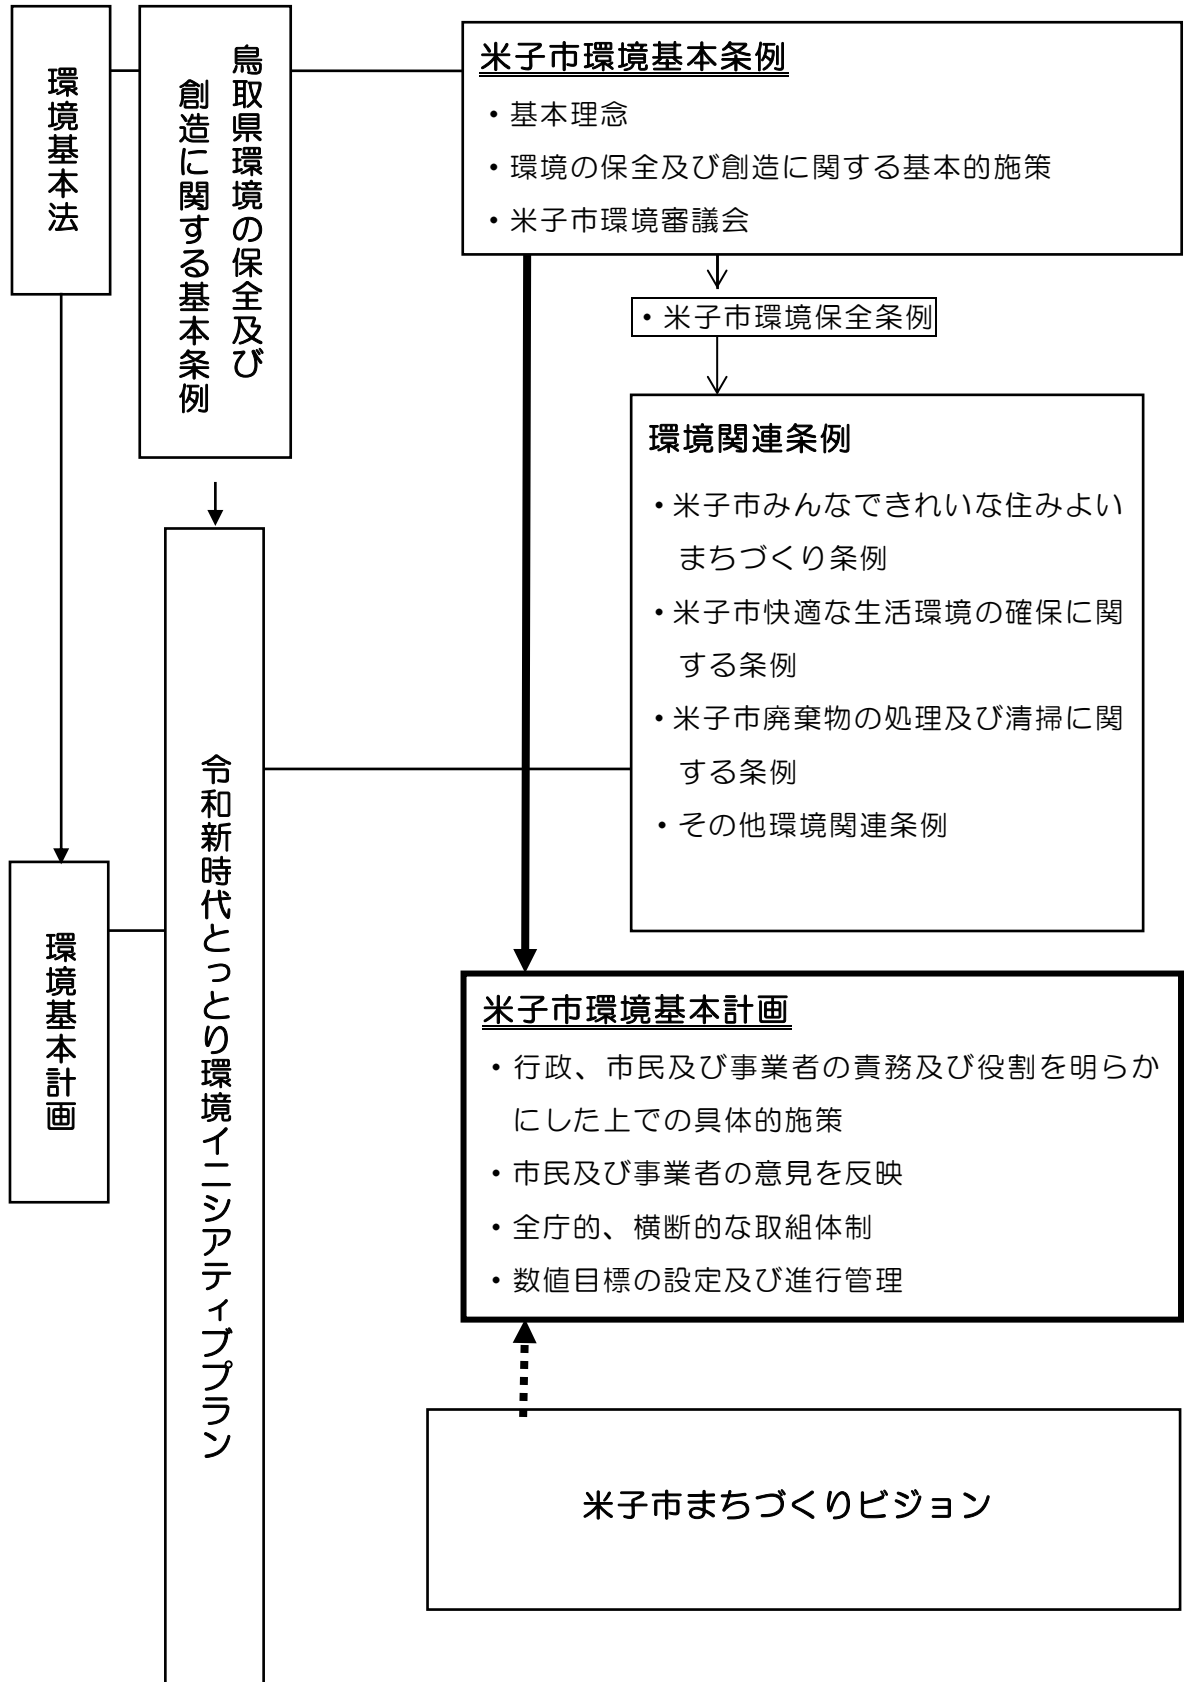 環境基本法
鳥取県環境の保全及び
創造に関する基本条例
米子市環境基本条例
・基本理念
・環境の保全及び創造に関する基本的施策
・米子市環境審議会
・米子市環境保全条例
環境関連条例
・米子市みんなできれいな住みよい
まちづくり条例
・米子市快適な生活環境の確保に関
する条例
・米子市廃棄物の処理及び清掃に関
する条例
・その他環境関連条例
環境基本計画
令和新時代とっとり環境イニシアティブプラン
米子市環境基本計画
・行政、市民及び事業者の責務及び役割を明らか
にした上での具体的施策
・市民及び事業者の意見を反映
・全庁的、横断的な取組体制
・数値目標の設定及び進行管理
米子市まちづくりビジョン